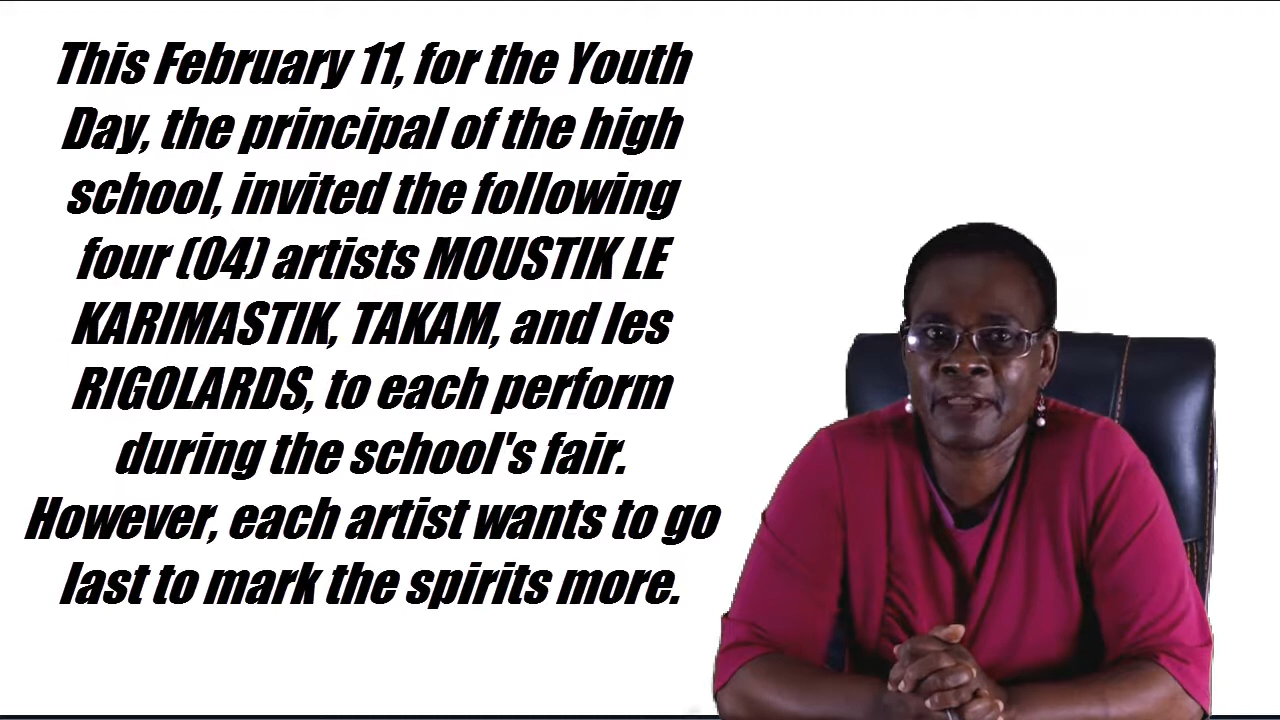 This February 11, for the Youth
Day, the principal of the high
school, invited the following
four (04) artists MOUSTIK LE
KARIMASTIK, TAKAM, and les
RIGOLARDS, to each perform
during the school's fair.
However, each artist wants to go
last to mark the spirits more.